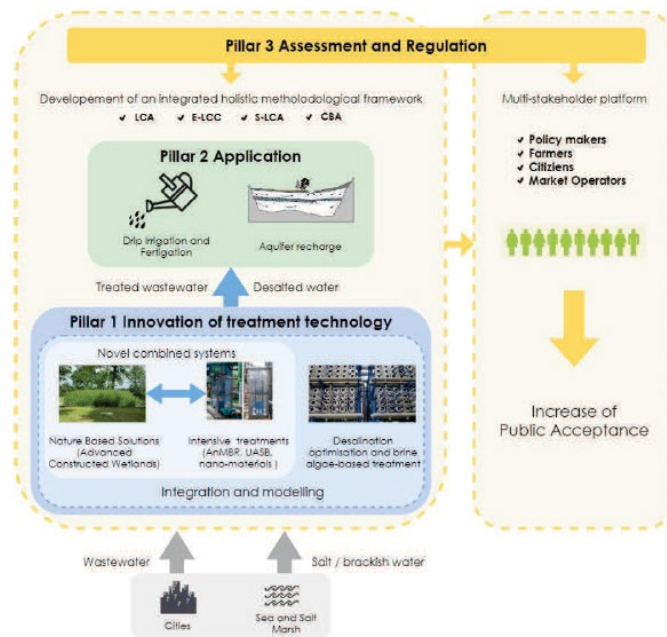 Pillar 3 Assessment and Regulation
Developement of an integrated holistic metholodological framework
✔ LCA ✔ E-LCC ✔ S-LCA ✔ CBA
Pillar 2 Application
Drip Irrigation and
Fertigation
Aquifer recharge
Treated wastewater
Desalted water
Pillar 1 Innovation of treatment technology
Novel combined systems
Nature Based Solutions
(Advanced
Constructed Wetlands)
Intensive treatments
(AnMBR, UASB,
nano-materials )
Desalination
optimisation and brine
algae-based treatment
Integration and modelling
Wastewater
Salt / brackish water
Cities
Sea and Salt
Marsh
Multi-stakeholder platform
✔ Policy makers
✔ Farmers
✔ Citiziens
✔ Market Operators
Increase of
Public Acceptance